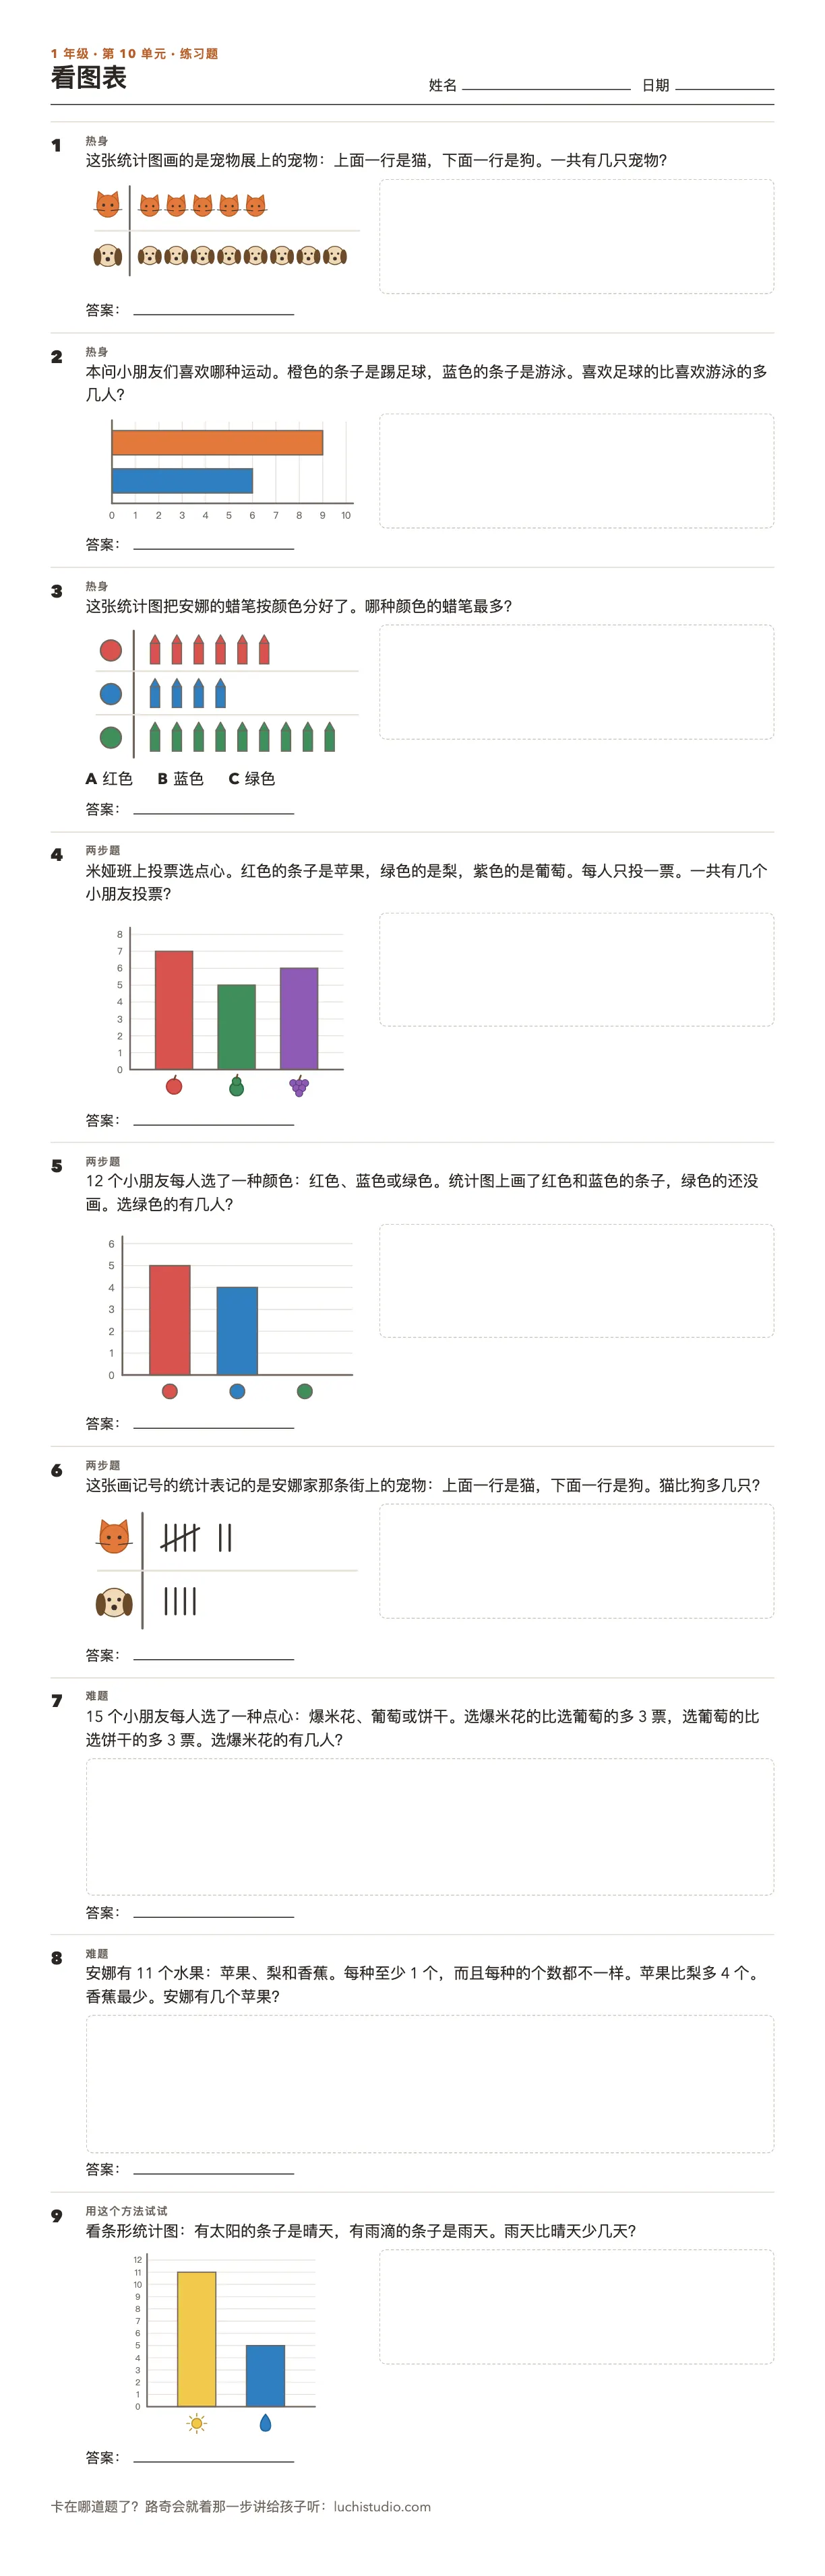 1 年级 · 第 10 单元 · 练习题
看图表
姓名
日期
1
热身
这张统计图画的是宠物展上的宠物：上面一行是猫，下面一行是狗。一共有几只宠物？
答案：
2
热身
本问小朋友们喜欢哪种运动。橙色的条子是踢足球，蓝色的条子是游泳。喜欢足球的比喜欢游泳的多
几人？
0 1 2 3 4 5 6 7 8 9 10
答案：
3
热身
这张统计图把安娜的蜡笔按颜色分好了。哪种颜色的蜡笔最多？
A 红色 B 蓝色 C 绿色
答案：
4
两步题
米娅班上投票选点心。红色的条子是苹果，绿色的是梨，紫色的是葡萄。每人只投一票。一共有几个
小朋友投票？
8
7
6
5
4
3
2
1
0
答案：
5
两步题
12 个小朋友每人选了一种颜色：红色、蓝色或绿色。统计图上画了红色和蓝色的条子，绿色的还没
画。选绿色的有几人？
6
5
4
3
2
1
0
答案：
6
两步题
这张画记号的统计表记的是安娜家那条街上的宠物：上面一行是猫，下面一行是狗。猫比狗多几只？
答案：
7
难题
15 个小朋友每人选了一种点心：爆米花、葡萄或饼干。选爆米花的比选葡萄的多 3 票，选葡萄的比
选饼干的多 3 票。选爆米花的有几人？
答案：
8
难题
安娜有 11 个水果：苹果、梨和香蕉。每种至少 1 个，而且每种的个数都不一样。苹果比梨多 4 个。
香蕉最少。安娜有几个苹果？
答案：
9
用这个方法试试
看条形统计图：有太阳的条子是晴天，有雨滴的条子是雨天。雨天比晴天少几天？
12
11
10
9
8
7
6
5
4
3
2
1
0
答案：
卡在哪道题了？路奇会就着那一步讲给孩子听：luchistudio.com